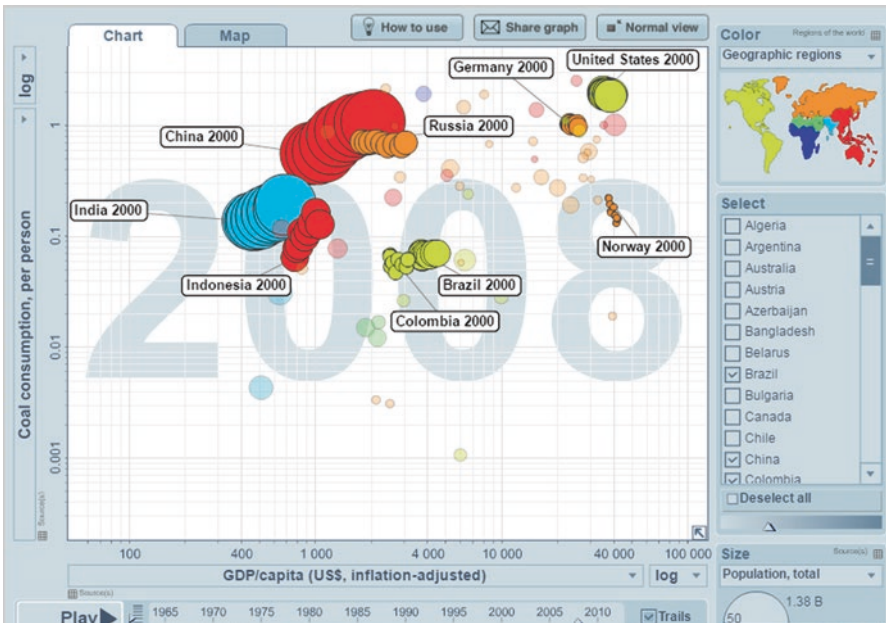 Chart
Map
How to use
Share graph
Normal view
Color
Regions of the world
Geographic regions
log
Coal consumption, per person
Source(s)
1
0.1
0.01
0.001
2008
Germany 2000
United States 2000
China 2000
Russia 2000
India 2000
Norway 2000
Indonesia 2000
Brazil 2000
Colombia 2000
Select
Algeria
Argentina
Australia
Austria
Azerbaijan
Bangladesh
Belarus
Brazil
Bulgaria
Canada
Chile
China
Colombia
Deselect all
100
400
1 000
4 000
10 000
40 000
100 000
GDP/capita (US$, inflation-adjusted)
log
Source(s)
Size
Source(s)
Population, total
1.38 B
50
Play
1965 1970 1975 1980 1985 1990 1995 2000 2005 2010
Trails